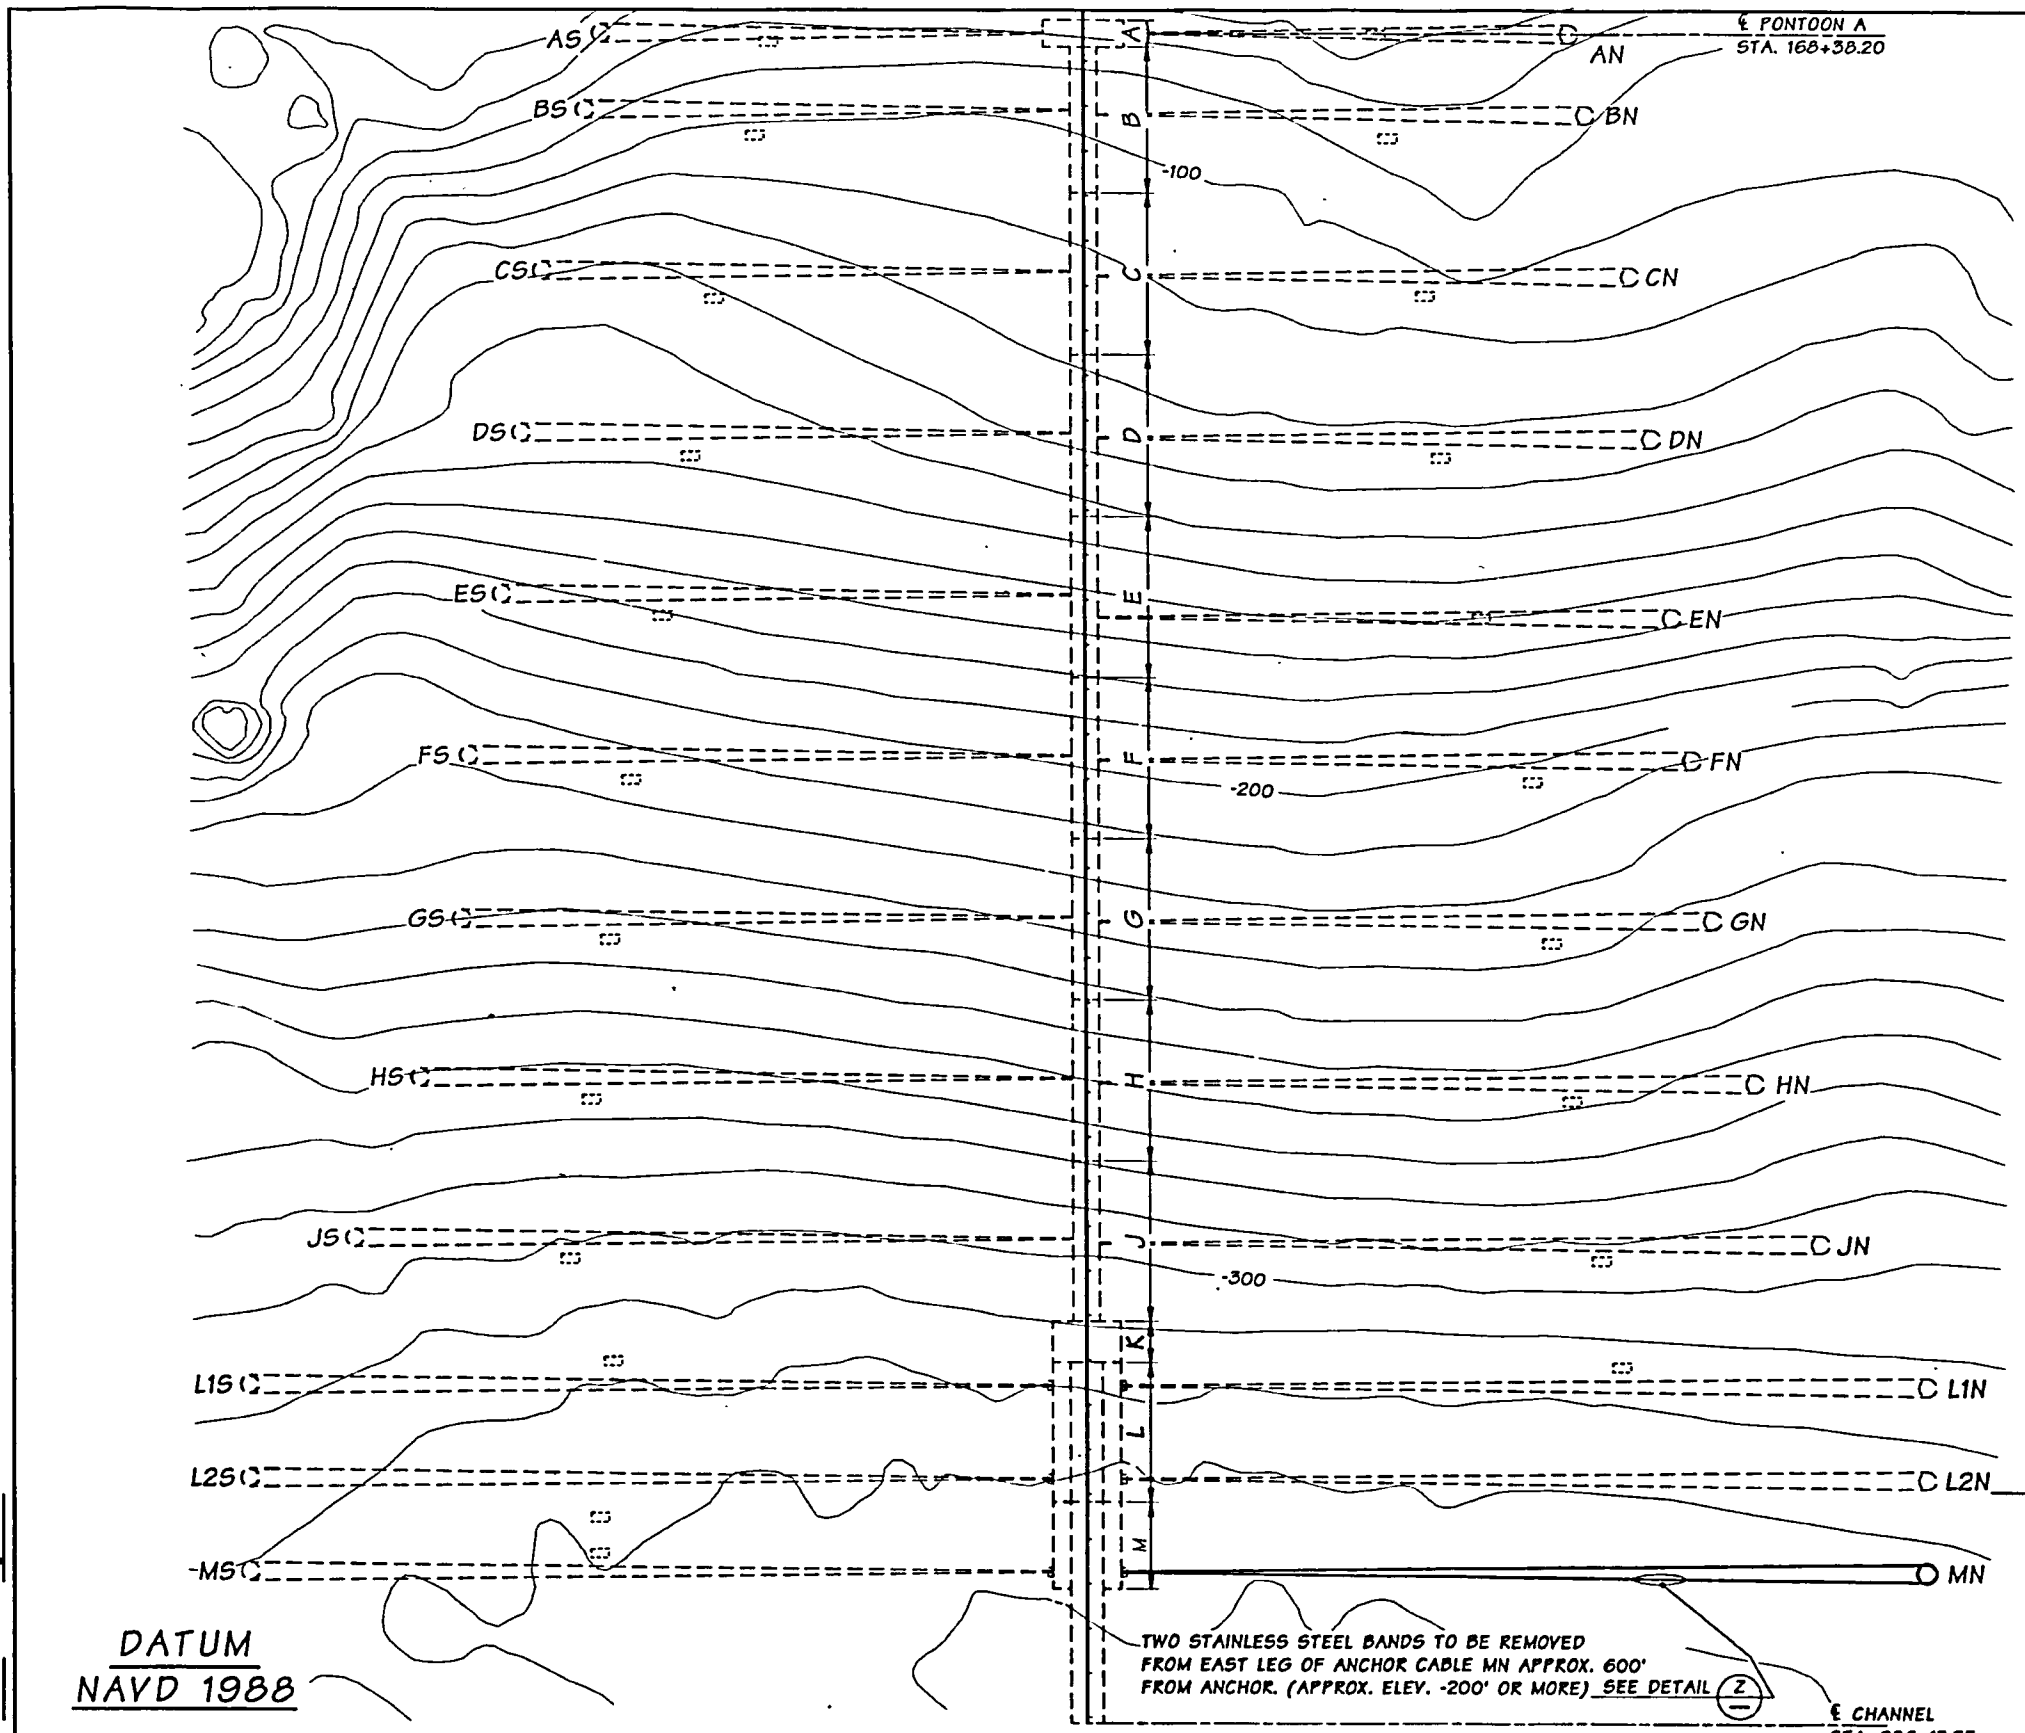 ℄ PONTOON A
STA. 168+38.20
AS
A
AN
BS
B
BN
-100
CS
C
CN
DS
D
DN
ES
E
EN
FS
F
FN
-200
GS
G
GN
HS
H
HN
JS
J
JN
-300
K
L1S
L1N
L
L2S
L2N
M
-MS
MN
TWO STAINLESS STEEL BANDS TO BE REMOVED
FROM EAST LEG OF ANCHOR CABLE MN APPROX. 600'
FROM ANCHOR. (APPROX. ELEV. -200' OR MORE) SEE DETAIL
Z
DATUM
NAVD 1988
℄ CHANNEL